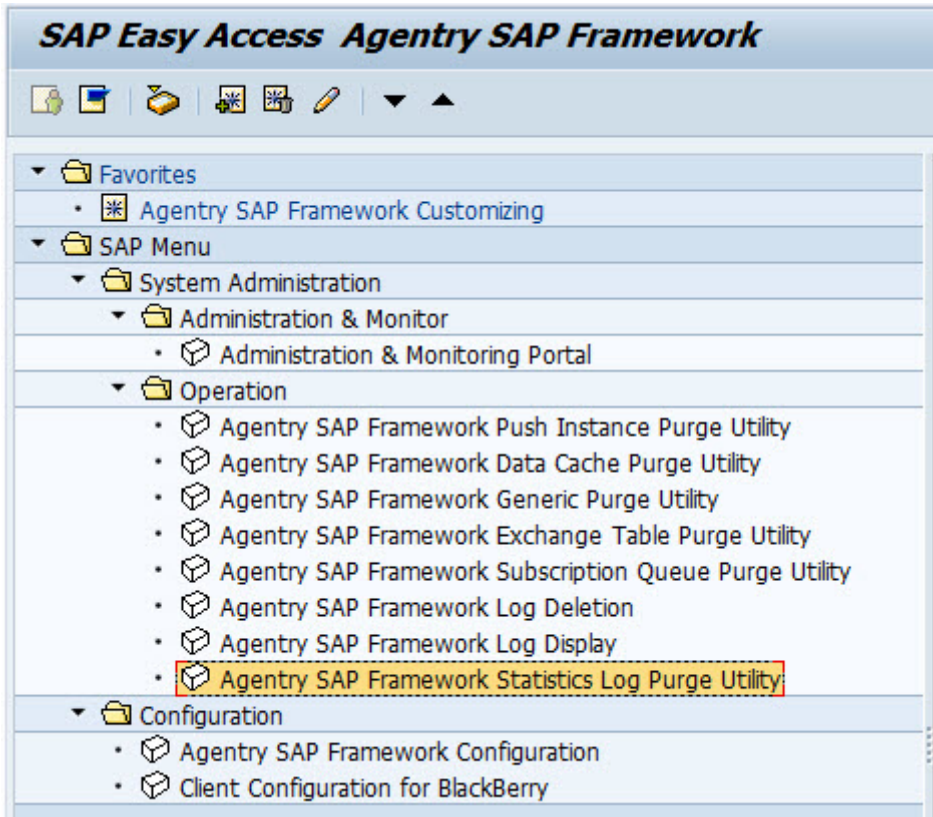 SAP Easy Access Agentry SAP Framework
Favorites
Agentry SAP Framework Customizing
SAP Menu
System Administration
Administration & Monitor
Administration & Monitoring Portal
Operation
Agentry SAP Framework Push Instance Purge Utility
Agentry SAP Framework Data Cache Purge Utility
Agentry SAP Framework Generic Purge Utility
Agentry SAP Framework Exchange Table Purge Utility
Agentry SAP Framework Subscription Queue Purge Utility
Agentry SAP Framework Log Deletion
Agentry SAP Framework Log Display
Agentry SAP Framework Statistics Log Purge Utility
Configuration
Agentry SAP Framework Configuration
Client Configuration for BlackBerry